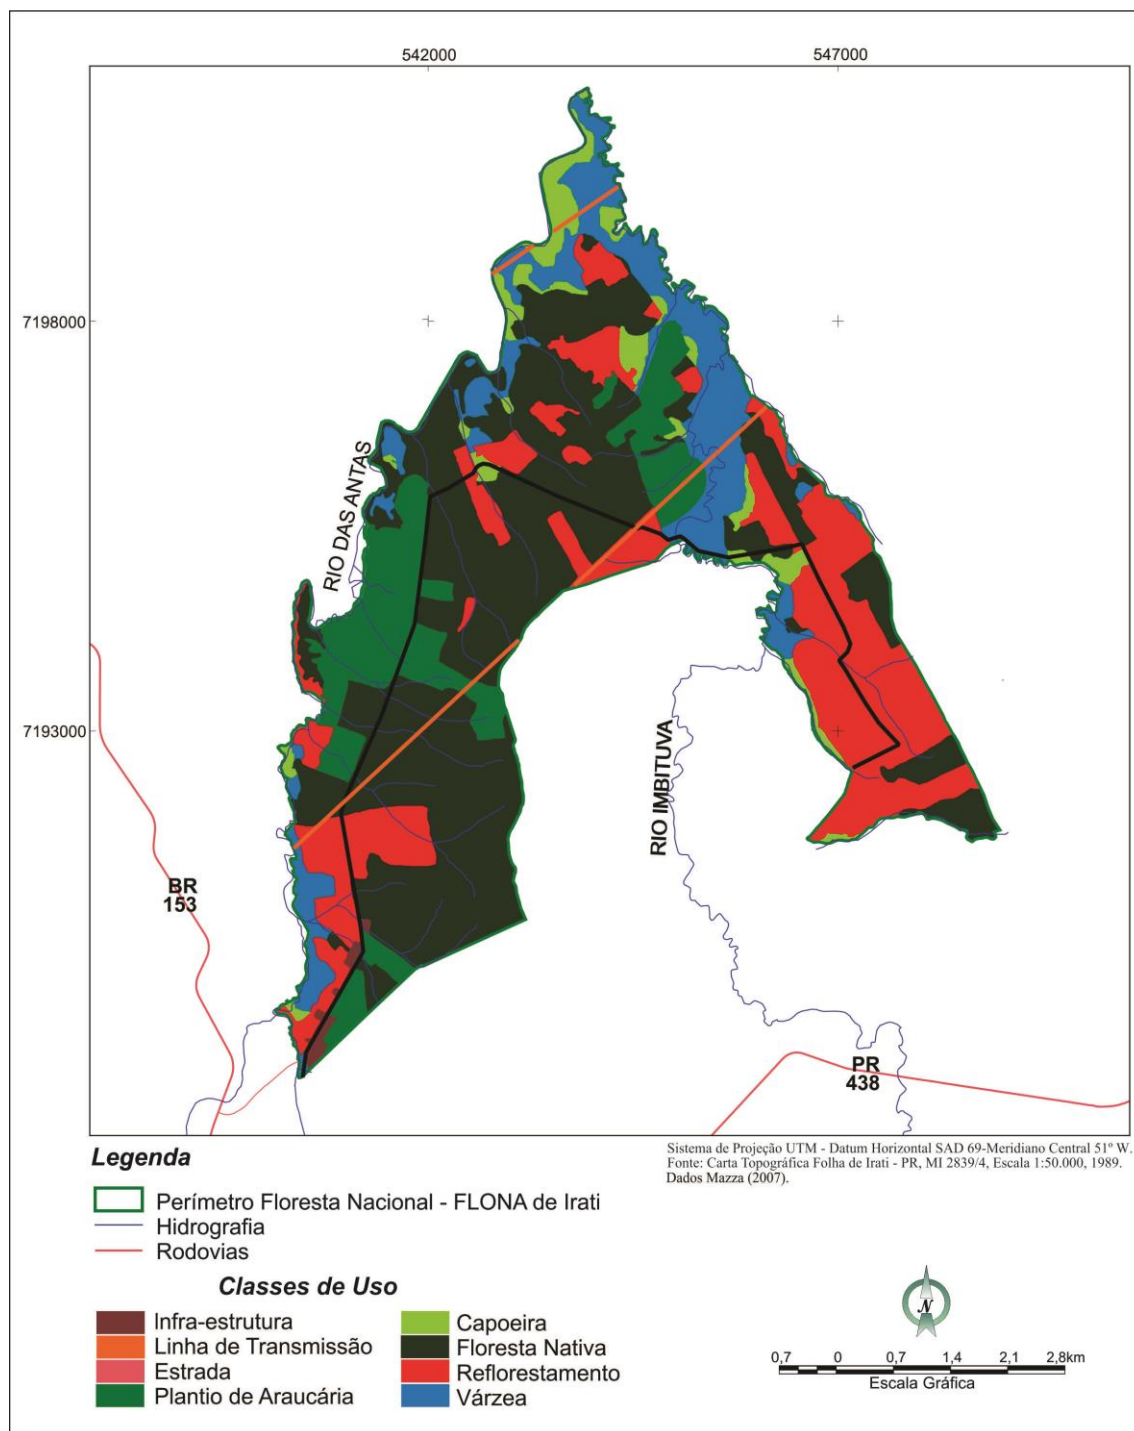 542000 547000
7198000
RIO DAS ANTAS
7193000
RIO IMBITUVA
BR
153
PR
438
Legenda
Sistema de Projeção UTM - Datum Horizontal SAD 69-Meridiano Central 51º W.
Fonte: Carta Topográfica Folha de Irati - PR, MI 2839/4, Escala 1:50.000, 1989.
Dados Mazza (2007).
Perímetro Floresta Nacional - FLONA de Irati
Hidrografia
Rodovias
Classes de Uso
Infra-estrutura
Linha de Transmissão
Estrada
Plantio de Araucária
Capoeira
Floresta Nativa
Reflorestamento
Várzea
N
0,7 0 0,7 1,4 2,1 2,8km
Escala Gráfica